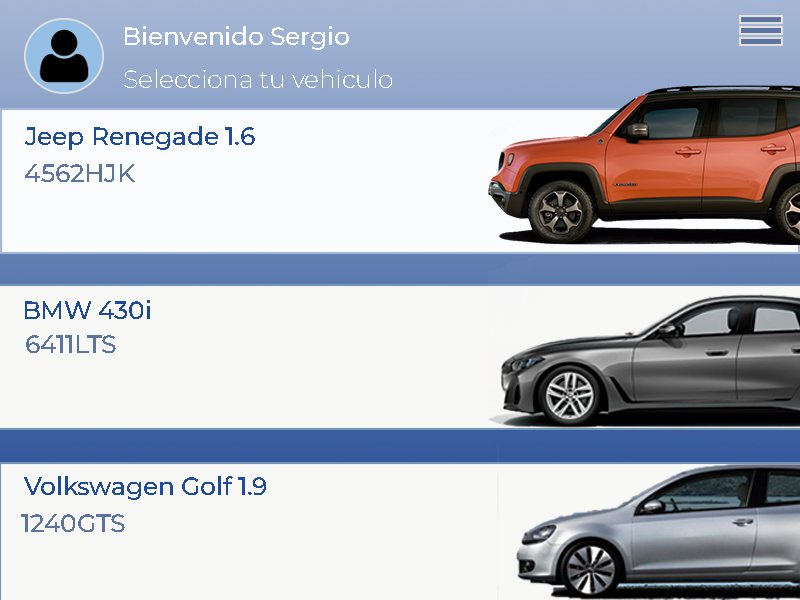 Bienvenido Sergio
Selecciona tu vehiculo
Jeep Renegade 1.6
4562HJK
BMW 430i
6411LTS
Volkswagen Golf 1.9
1240GTS